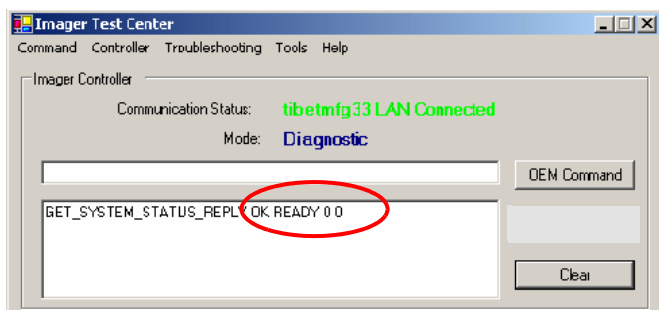 Imager Test Center
Command Controller Troubleshooting Tools Help
Imager Controller
Communication Status: tibetmfg33 LAN Connected
Mode: Diagnostic
OEM Command
GET_SYSTEM_STATUS_REPLY OK READY 0 0
Clear